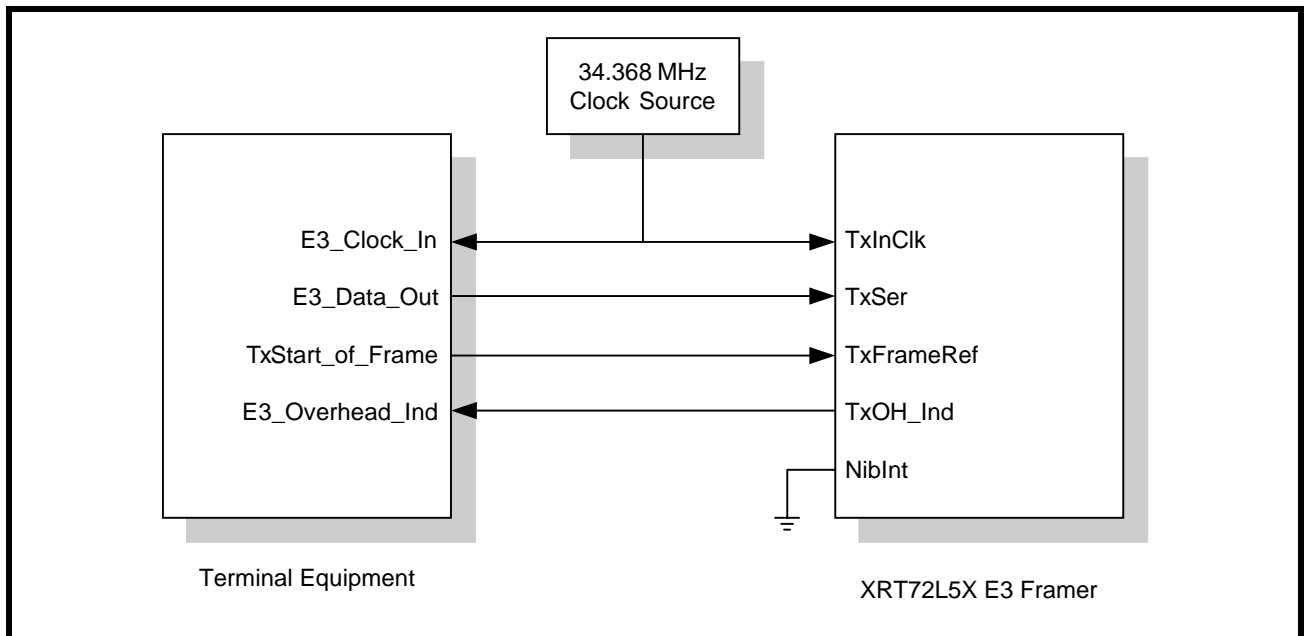 34.368 MHz
Clock Source
E3_Clock_In
TxInClk
E3_Data_Out
TxSer
TxStart_of_Frame
TxFrameRef
E3_Overhead_Ind
TxOH_Ind
NibInt
Terminal Equipment
XRT72L5X E3 Framer